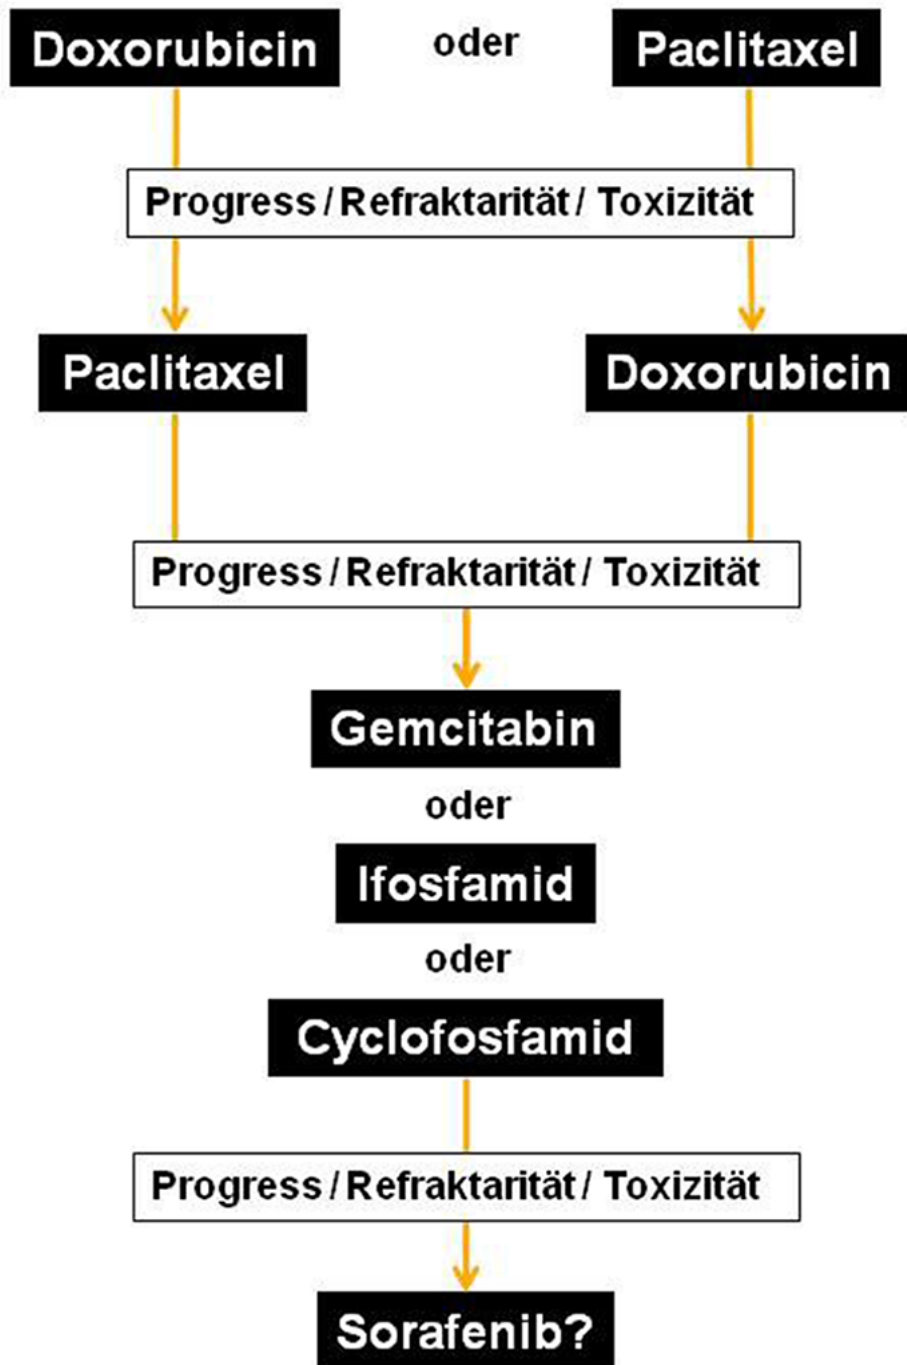 Doxorubicin oder Paclitaxel
Progress / Refraktarität / Toxizität
Paclitaxel Doxorubicin
Progress / Refraktarität / Toxizität
Gemcitabin
oder
Ifosfamid
oder
Cyclofosfamid
Progress / Refraktarität / Toxizität
Sorafenib?